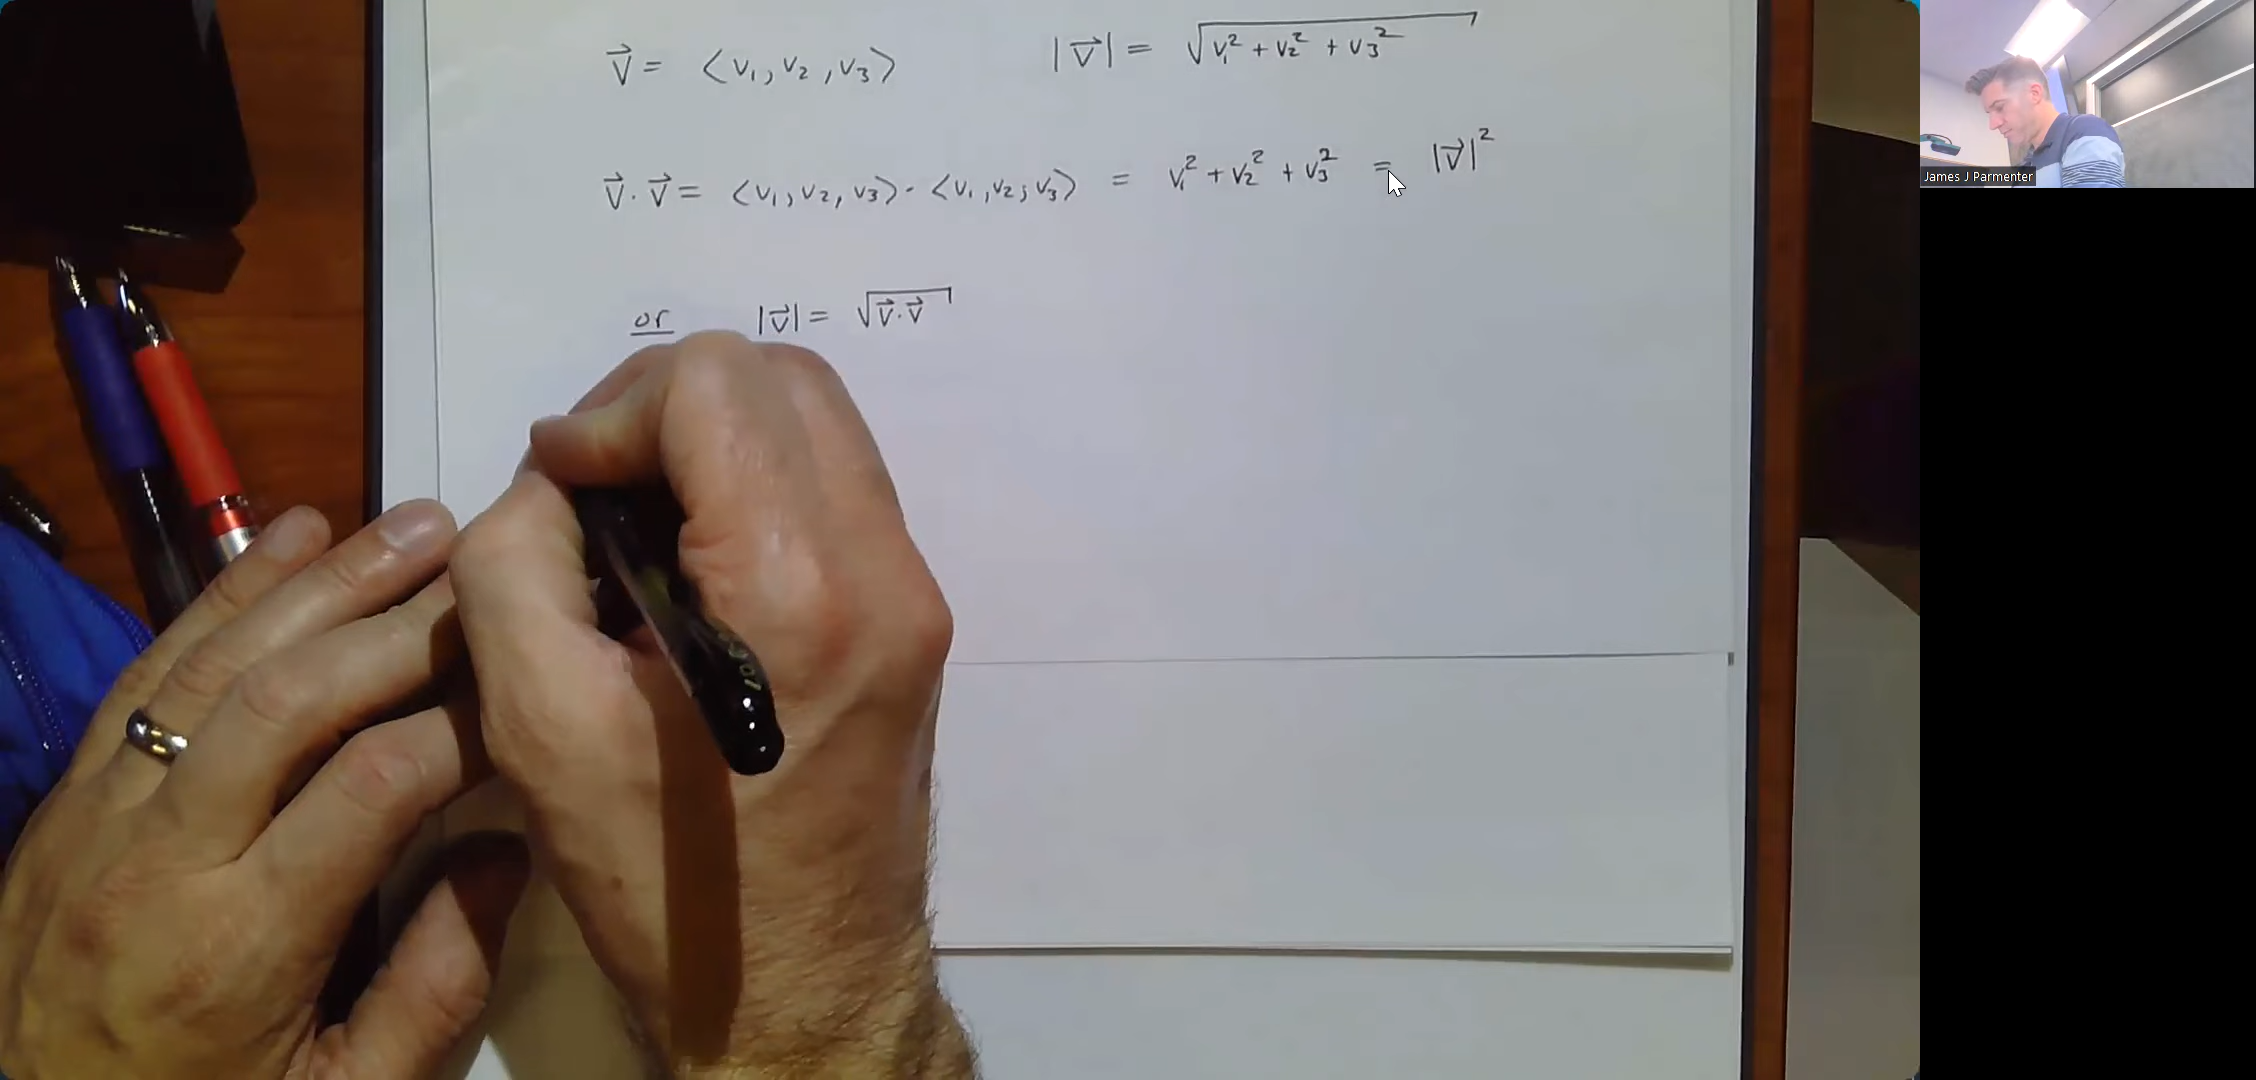 v⃗ = ⟨v₁, v₂, v₃⟩ |v⃗| = √(v₁² + v₂² + v₃²)
v⃗ · v⃗ = ⟨v₁, v₂, v₃⟩ · ⟨v₁, v₂, v₃⟩ = v₁² + v₂² + v₃² = |v⃗|²
or |v⃗| = √(v⃗ · v⃗)
James J Parmenter